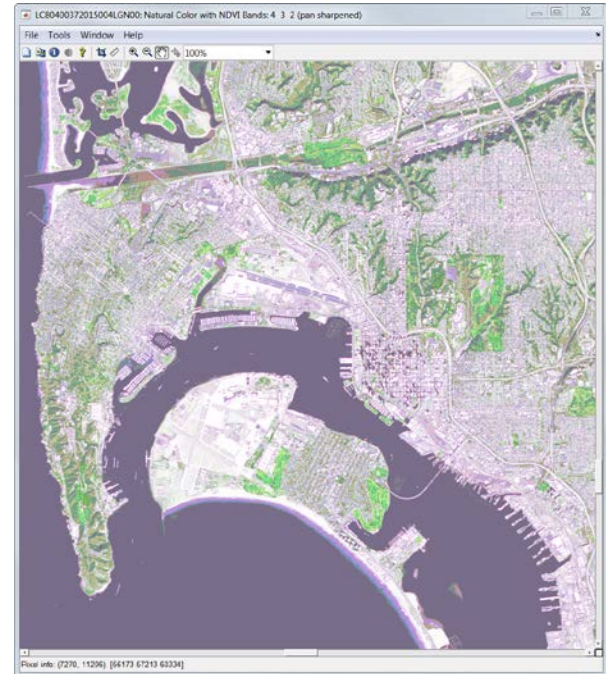 LC80400372015004LGN00: Natural Color with NDVI Bands: 4 3 2 (pan sharpened)
File Tools Window Help
100%
Pixel info: (7270, 11206) [66173 67213 63334]